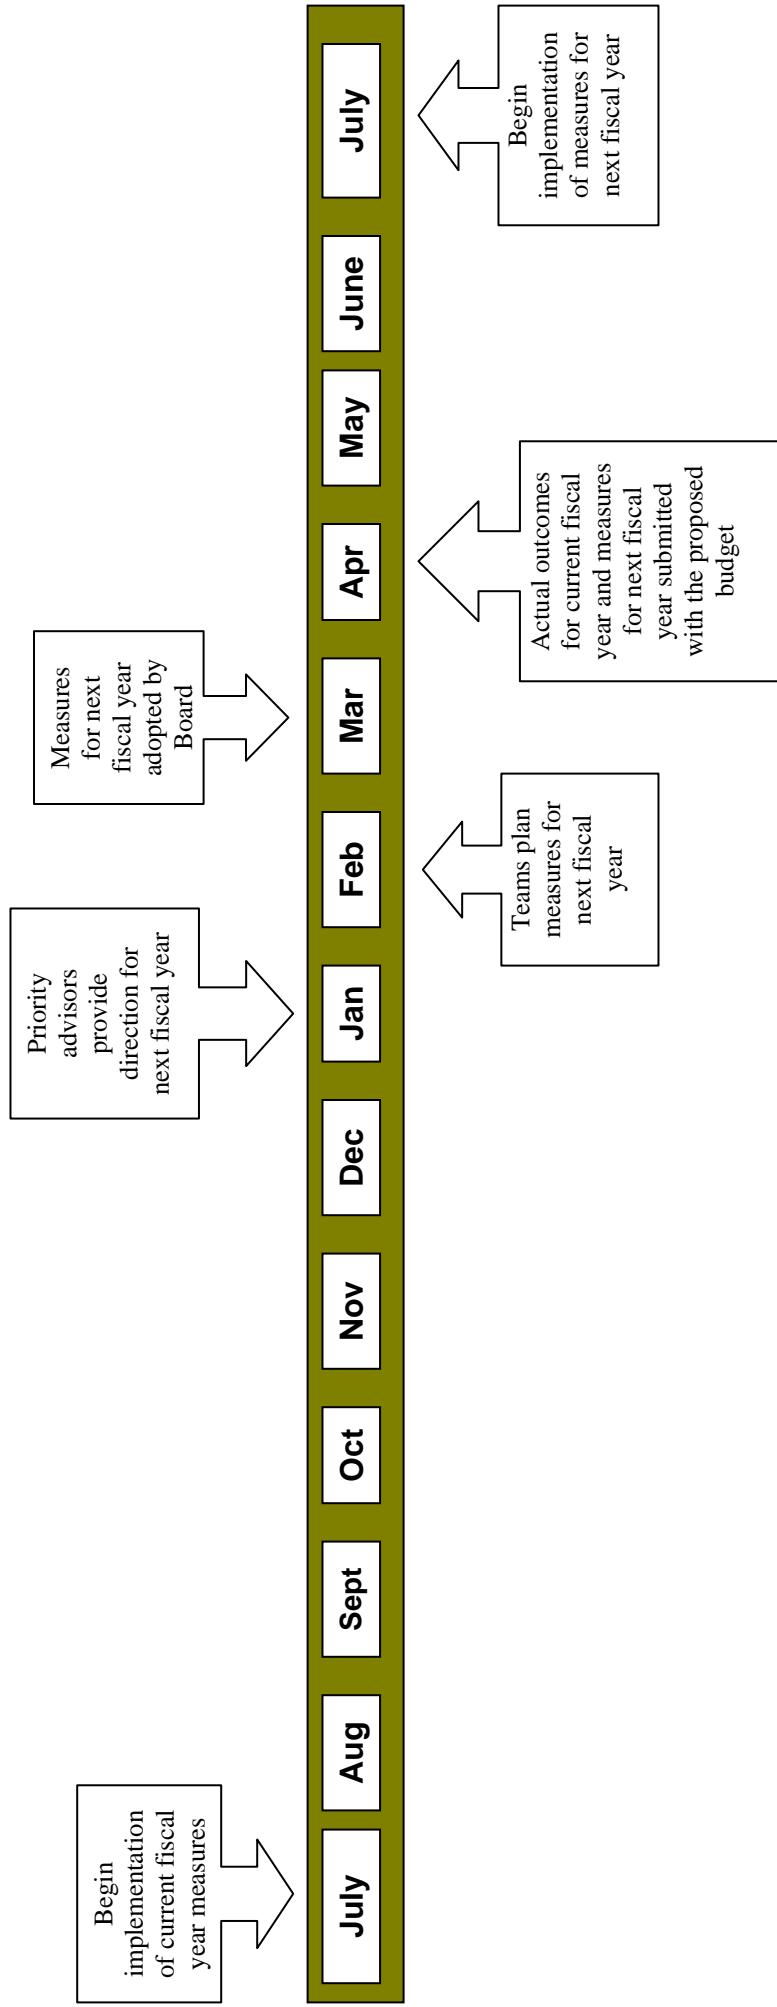 Begin
implementation
of current fiscal
year measures
Priority
advisors
provide
direction for
next fiscal year
Measures
for next
fiscal year
adopted by
Board
July
Aug
Sept
Oct
Nov
Dec
Jan
Feb
Mar
Apr
May
June
July
Teams plan
measures for
next fiscal
year
Actual outcomes
for current fiscal
year and measures
for next fiscal
year submitted
with the proposed
budget
Begin
implementation
of measures for
next fiscal year